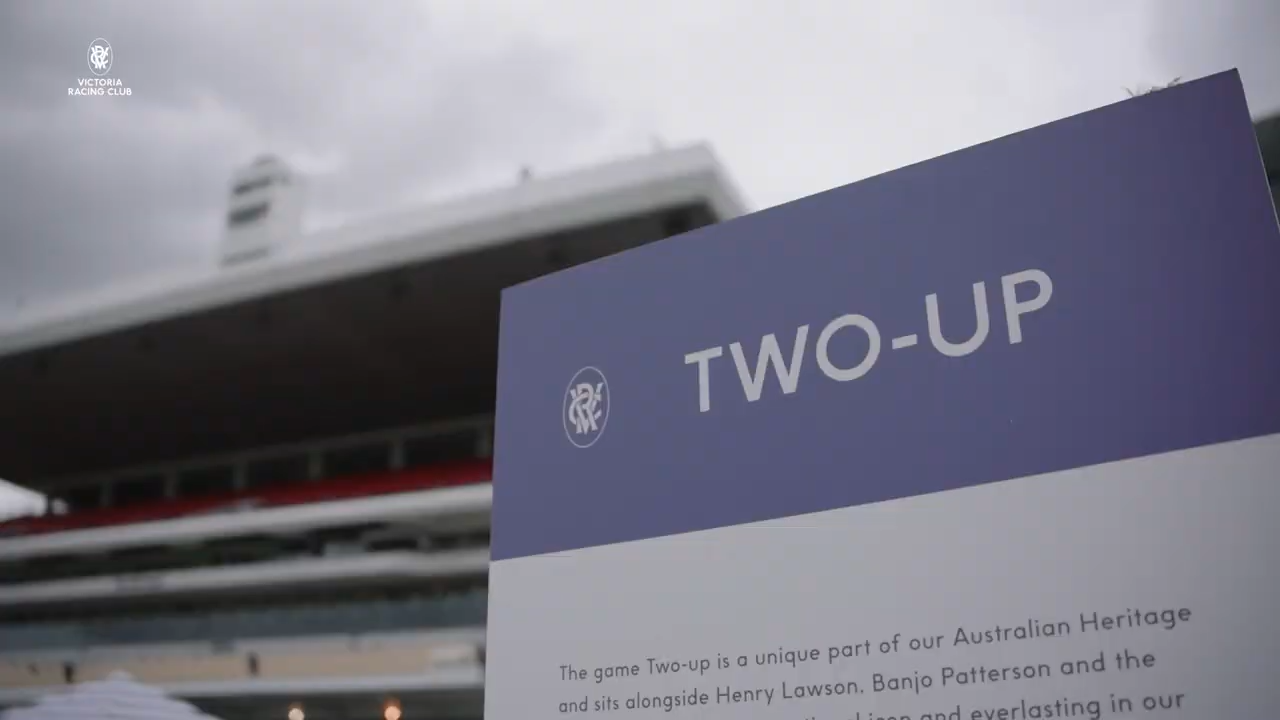 VICTORIA
RACING CLUB
TWO-UP
The game Two-up is a unique part of our Australian Heritage
and sits alongside Henry Lawson, Banjo Patterson and the
and everlasting in our